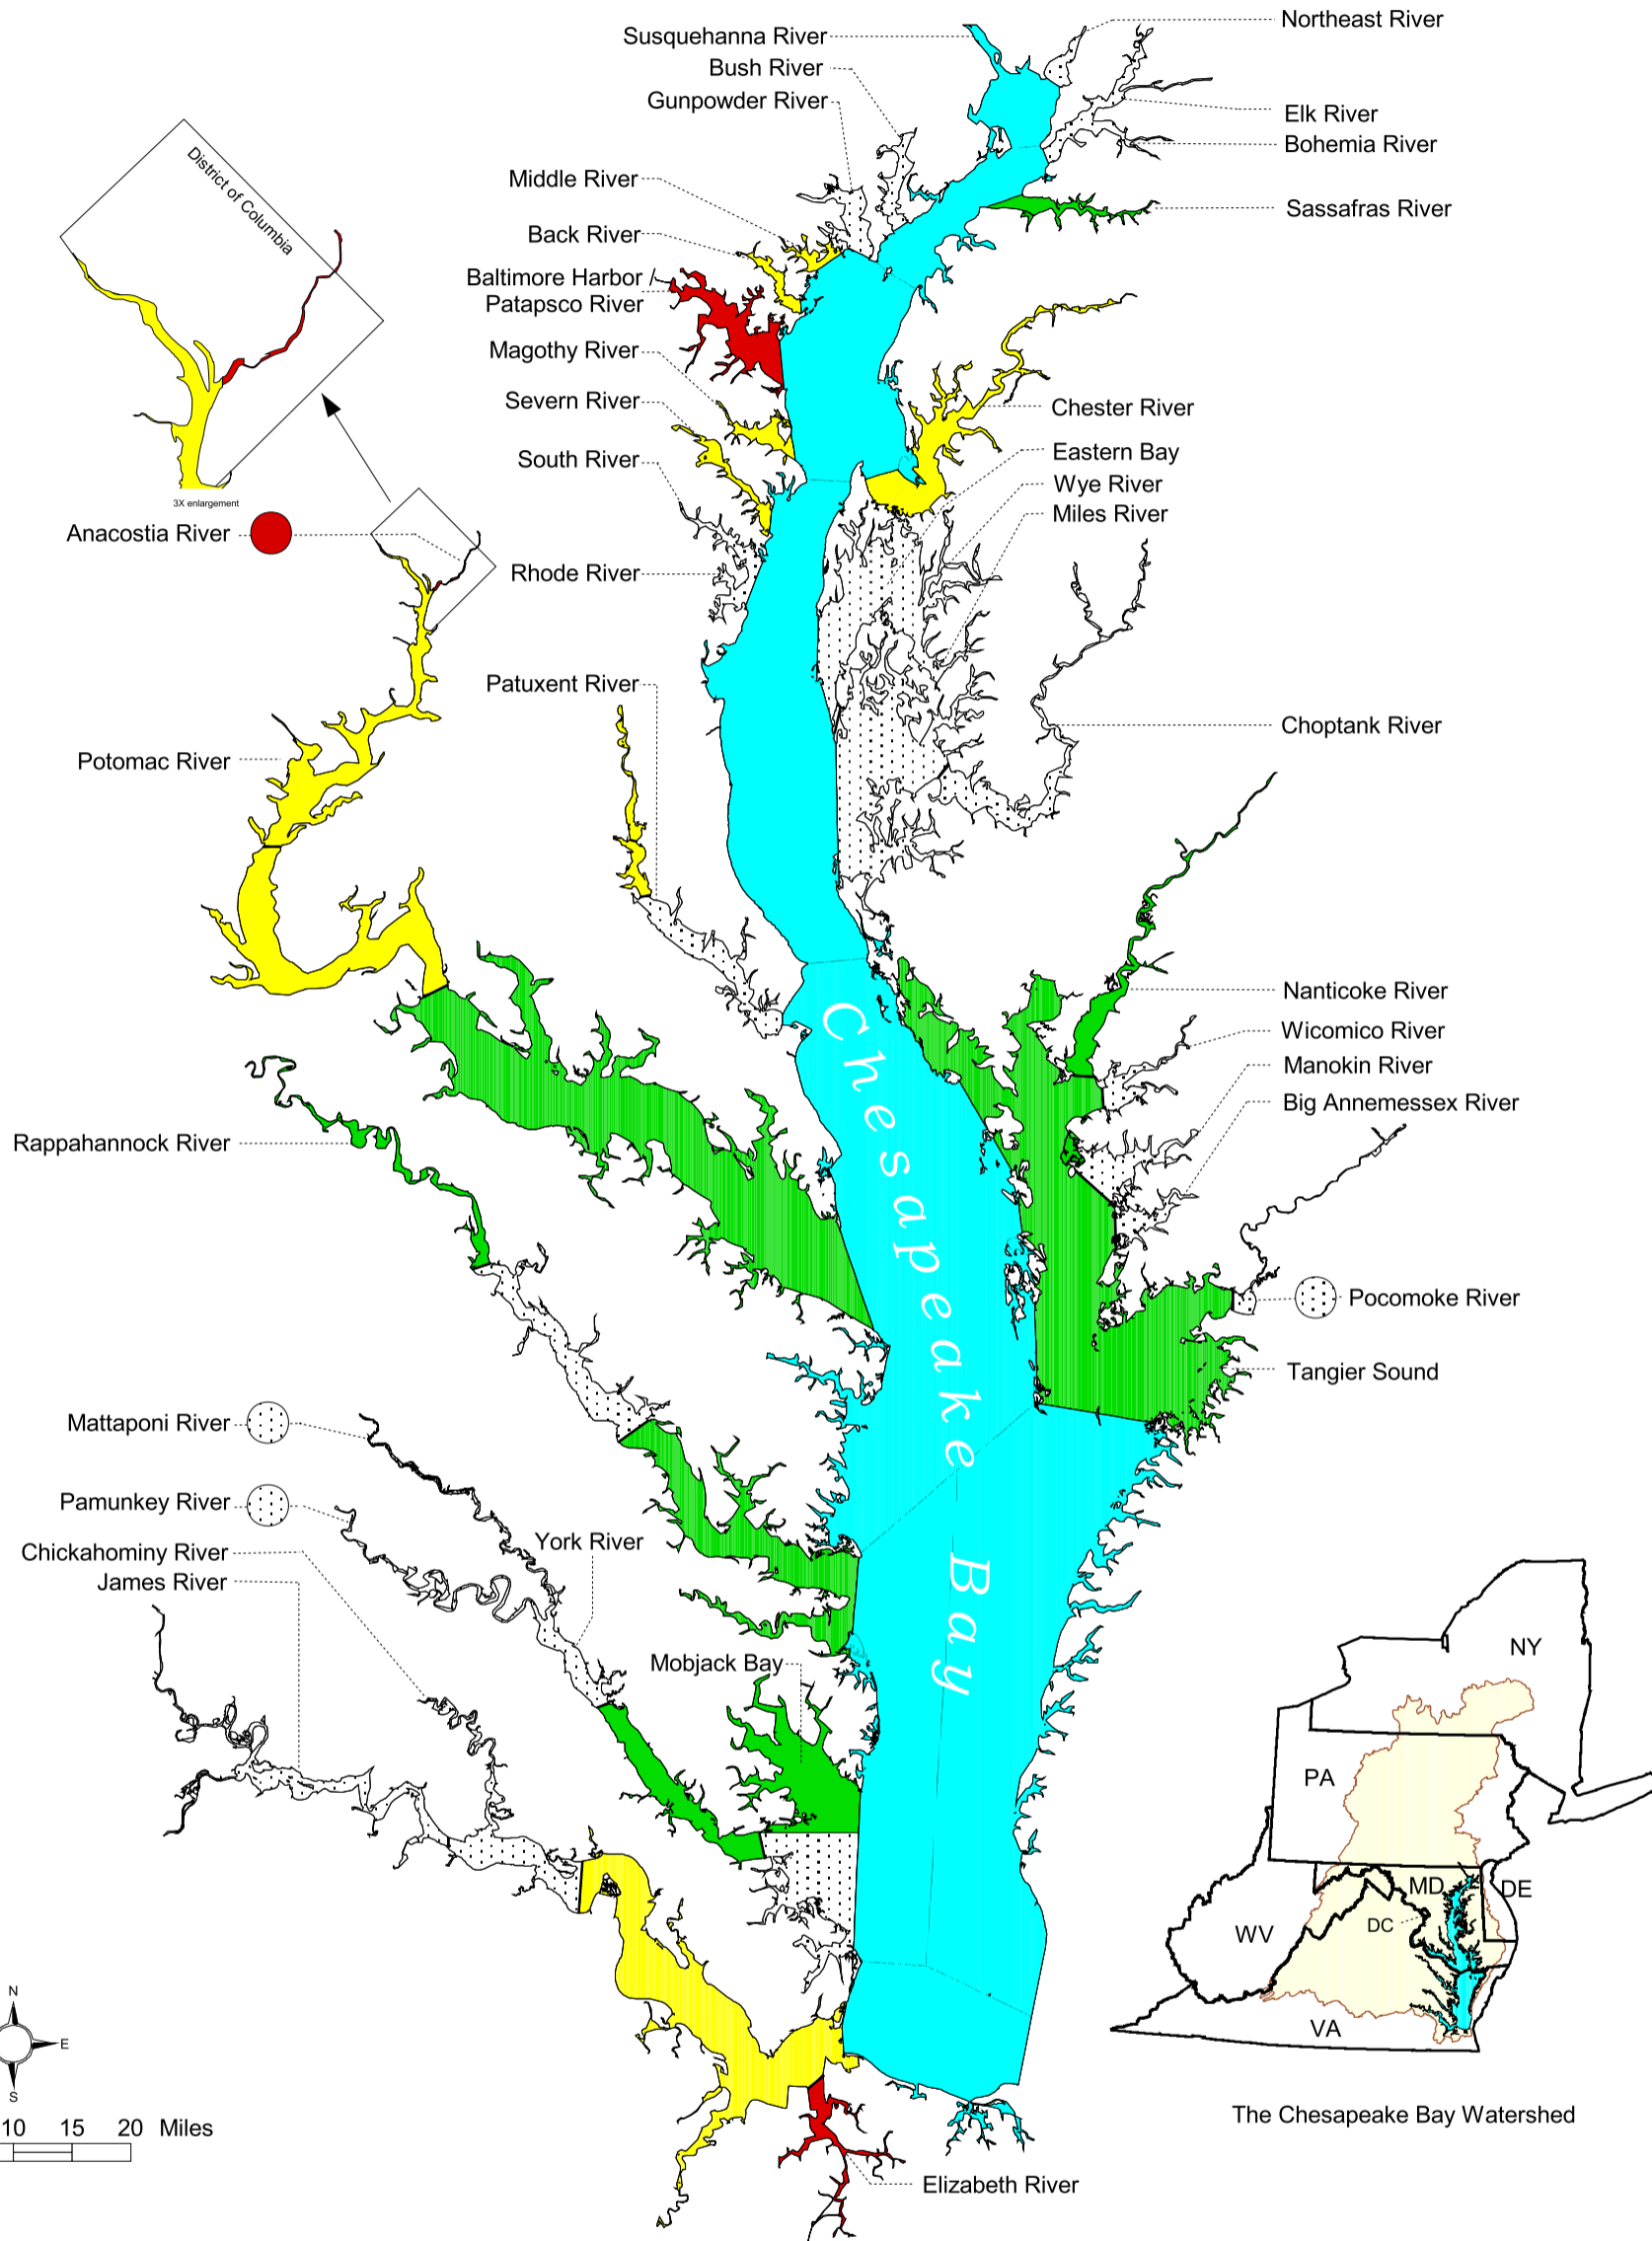 Northeast River
Susquehanna River
Bush River
Gunpowder River
Elk River
Bohemia River
District of Columbia
Middle River
Sassafras River
Back River
Baltimore Harbor /
Patapsco River
Magothy River
Severn River
Chester River
South River
Eastern Bay
Wye River
3X enlargement
Miles River
Anacostia River
Rhode River
Patuxent River
Choptank River
Potomac River
Nanticoke River
Wicomico River
Manokin River
Big Annemessex River
Rappahannock River
Chesapeake Bay
Pocomoke River
Tangier Sound
Mattaponi River
Pamunkey River
York River
Chickahominy River
James River
Mobjack Bay
NY
PA
MD
DE
DC
WV
VA
N
E
S
10 15 20 Miles
The Chesapeake Bay Watershed
Elizabeth River